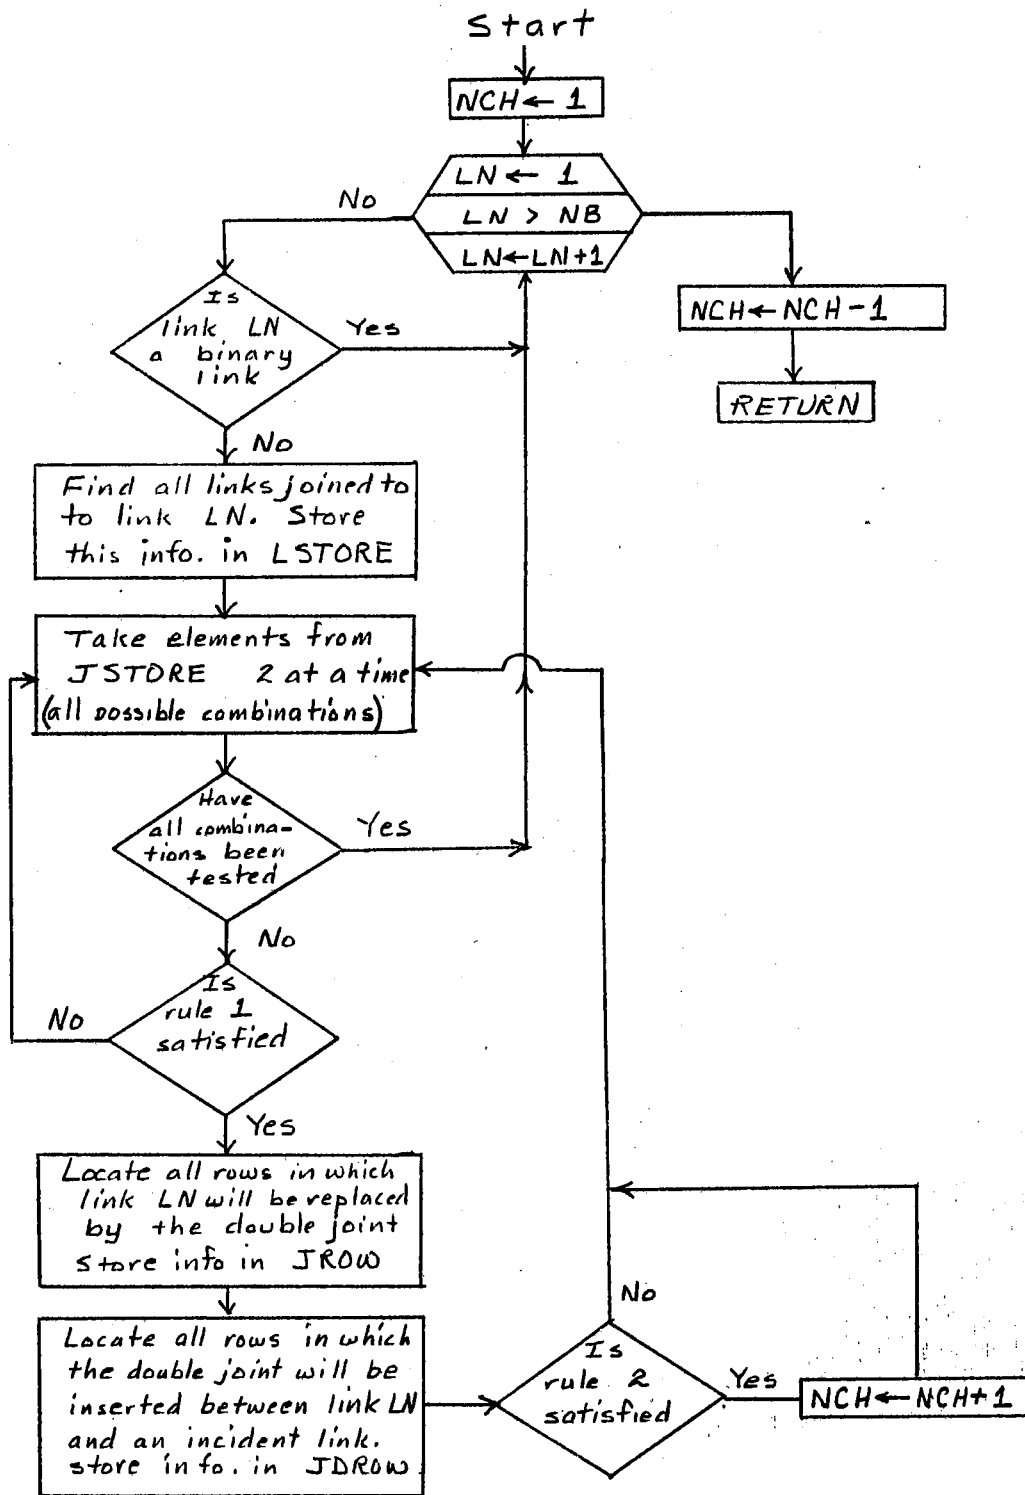 Start
NCH ← 1
LN ← 1
LN > NB
LN ← LN+1
No
NCH ← NCH - 1
RETURN
Is
link LN
a binary
link
Yes
No
Find all links joined to
to link LN. Store
this info. in LSTORE
Take elements from
JSTORE 2 at a time
(all possible combinations)
Have
all combina-
tions been
tested
Yes
No
Is
rule 1
satisfied
No
Yes
Locate all rows in which
link LN will be replaced
by the double joint
store info in JROW
Locate all rows in which
the double joint will be
inserted between link LN
and an incident link.
store info. in JDROW
Is
rule 2
satisfied
No
Yes
NCH ← NCH+1